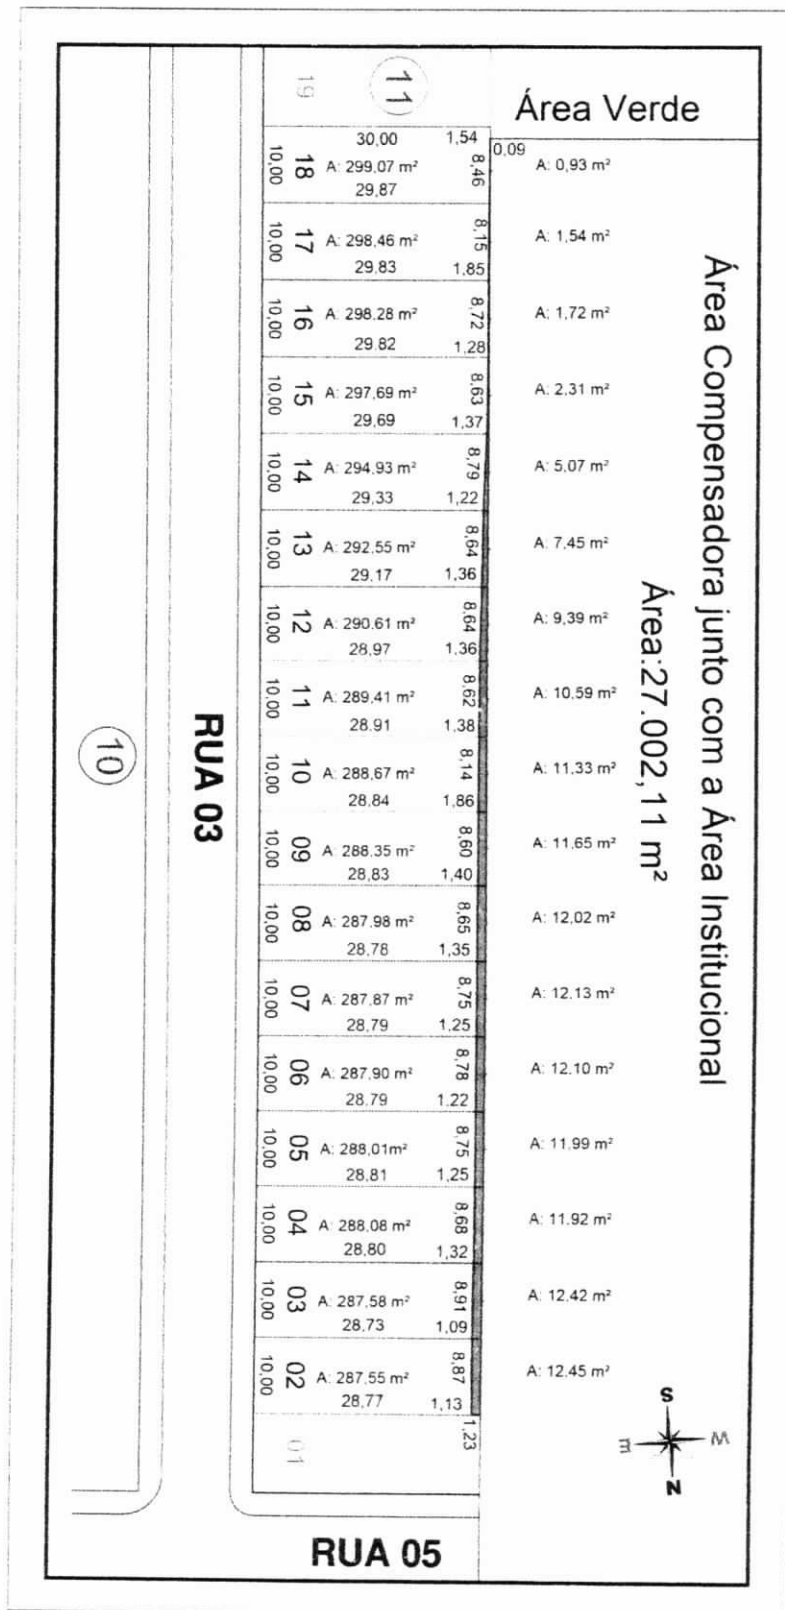 19
11
Área Verde
30,00 1,54
0,09
10,00 18 A: 299,07 m² 8,46 A: 0,93 m²
29,87
10,00 17 A: 298,46 m² 8,15 A: 1,54 m²
29,83 1,85
10,00 16 A: 298,28 m² 8,72 A: 1,72 m²
29,82 1,28
10,00 15 A: 297,69 m² 8,63 A: 2,31 m²
29,69 1,37
10,00 14 A: 294,93 m² 8,79 A: 5,07 m²
29,33 1,22
10,00 13 A: 292,55 m² 8,64 A: 7,45 m²
29,17 1,36
10,00 12 A: 290,61 m² 8,64 A: 9,39 m²
28,97 1,36
10,00 11 A: 289,41 m² 8,62 A: 10,59 m²
28,91 1,38
10,00 10 A: 288,67 m² 8,14 A: 11,33 m²
28,84 1,86
10,00 09 A: 288,35 m² 8,60 A: 11,65 m²
28,83 1,40
10,00 08 A: 287,98 m² 8,65 A: 12,02 m²
28,78 1,35
10,00 07 A: 287,87 m² 8,75 A: 12,13 m²
28,79 1,25
10,00 06 A: 287,90 m² 8,78 A: 12,10 m²
28,79 1,22
10,00 05 A: 288,01m² 8,75 A: 11,99 m²
28,81 1,25
10,00 04 A: 288,08 m² 8,68 A: 11,92 m²
28,80 1,32
10,00 03 A: 287,58 m² 8,91 A: 12,42 m²
28,73 1,09
10,00 02 A: 287,55 m² 8,87 A: 12,45 m²
28,77 1,13
1,23
01
Área Compensadora junto com a Área Institucional
Área:27.002,11 m²
RUA 03
10
S
E W
N
RUA 05